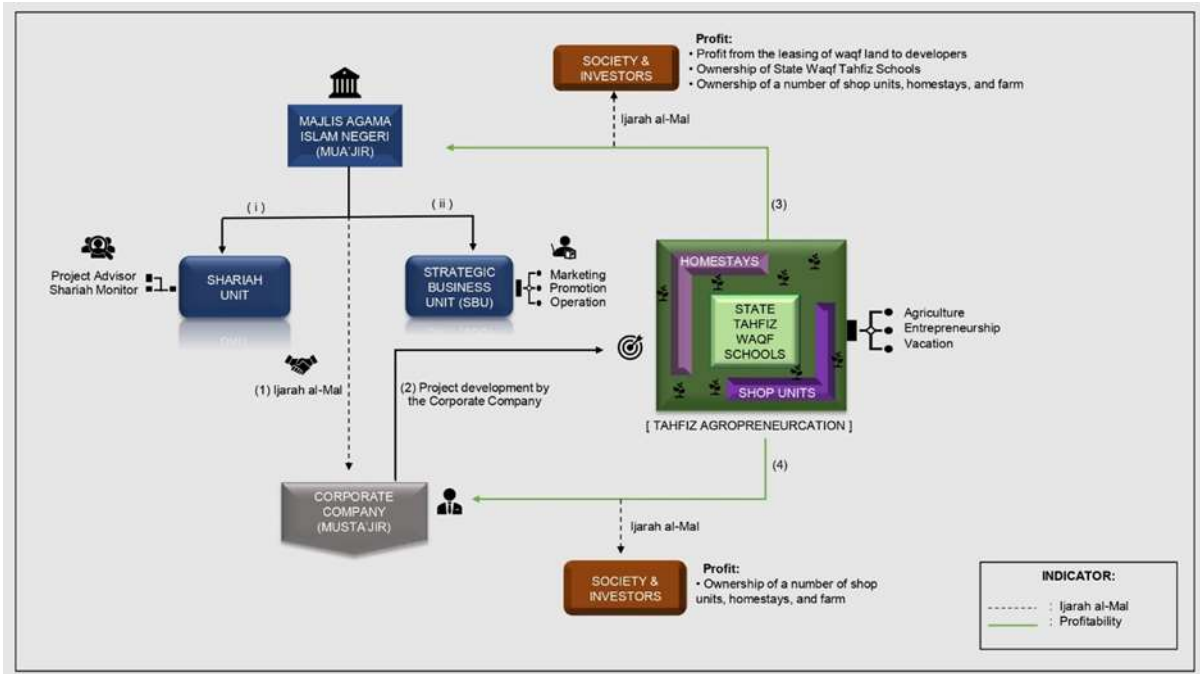 Profit:
• Profit from the leasing of waqf land to developers
• Ownership of State Waqf Tahfiz Schools
• Ownership of a number of shop units, homestays, and farm
SOCIETY &
INVESTORS
Ijarah al-Mal
MAJLIS AGAMA
ISLAM NEGERI
(MUA'JIR)
( i )
(ii)
(3)
Project Advisor
Shariah Monitor
SHARIAH
UNIT
STRATEGIC
BUSINESS
UNIT (SBU)
Marketing
Promotion
Operation
HOMESTAYS
STATE
TAHFIZ
WAQF
SCHOOLS
SHOP UNITS
Agriculture
Entrepreneurship
Vacation
[ TAHFIZ AGROPRENEURCATION ]
(1) Ijarah al-Mal
(2) Project development by
the Corporate Company
(4)
CORPORATE
COMPANY
(MUSTA'JIR)
Ijarah al-Mal
SOCIETY &
INVESTORS
Profit:
• Ownership of a number of shop
units, homestays, and farm
INDICATOR:
: Ijarah al-Mal
: Profitability